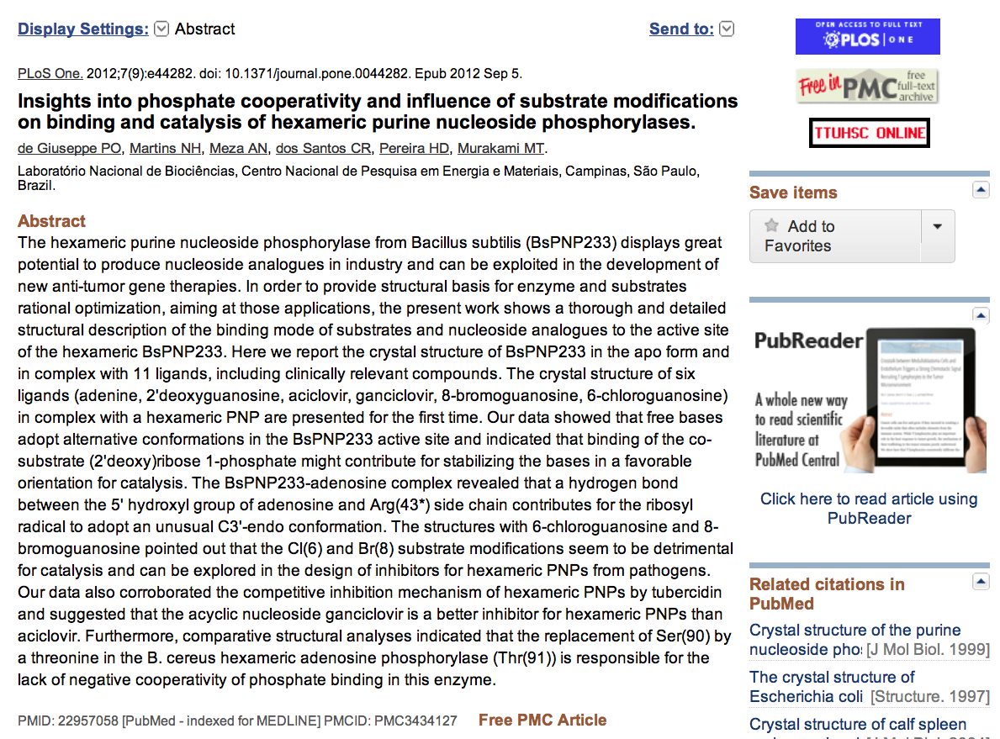 Display Settings: Abstract
Send to:
PLoS One. 2012;7(9):e44282. doi: 10.1371/journal.pone.0044282. Epub 2012 Sep 5.
Insights into phosphate cooperativity and influence of substrate modifications
on binding and catalysis of hexameric purine nucleoside phosphorylases.
de Giuseppe PO, Martins NH, Meza AN, dos Santos CR, Pereira HD, Murakami MT.
Laboratório Nacional de Biociências, Centro Nacional de Pesquisa em Energia e Materiais, Campinas, São Paulo,
Brazil.
Abstract
The hexameric purine nucleoside phosphorylase from Bacillus subtilis (BsPNP233) displays great
potential to produce nucleoside analogues in industry and can be exploited in the development of
new anti-tumor gene therapies. In order to provide structural basis for enzyme and substrates
rational optimization, aiming at those applications, the present work shows a thorough and detailed
structural description of the binding mode of substrates and nucleoside analogues to the active site
of the hexameric BsPNP233. Here we report the crystal structure of BsPNP233 in the apo form and
in complex with 11 ligands, including clinically relevant compounds. The crystal structure of six
ligands (adenine, 2'deoxyguanosine, aciclovir, ganciclovir, 8-bromoguanosine, 6-chloroguanosine)
in complex with a hexameric PNP are presented for the first time. Our data showed that free bases
adopt alternative conformations in the BsPNP233 active site and indicated that binding of the co-
substrate (2'deoxy)ribose 1-phosphate might contribute for stabilizing the bases in a favorable
orientation for catalysis. The BsPNP233-adenosine complex revealed that a hydrogen bond
between the 5' hydroxyl group of adenosine and Arg(43*) side chain contributes for the ribosyl
radical to adopt an unusual C3'-endo conformation. The structures with 6-chloroguanosine and 8-
bromoguanosine pointed out that the Cl(6) and Br(8) substrate modifications seem to be detrimental
for catalysis and can be explored in the design of inhibitors for hexameric PNPs from pathogens.
Our data also corroborated the competitive inhibition mechanism of hexameric PNPs by tubercidin
and suggested that the acyclic nucleoside ganciclovir is a better inhibitor for hexameric PNPs than
aciclovir. Furthermore, comparative structural analyses indicated that the replacement of Ser(90) by
a threonine in the B. cereus hexameric adenosine phosphorylase (Thr(91)) is responsible for the
lack of negative cooperativity of phosphate binding in this enzyme.
PMID: 22957058 [PubMed - indexed for MEDLINE] PMCID: PMC3434127 Free PMC Article
OPEN ACCESS TO FULL TEXT
PLOS | ONE
Free in PMC
free
full-text
archive
TTUHSC ONLINE
Save items
Add to
Favorites
PubReader
A whole new way
to read scientific
literature at
PubMed Central
Click here to read article using
PubReader
Related citations in
PubMed
Crystal structure of the purine
nucleoside pho [J Mol Biol. 1999]
The crystal structure of
Escherichia coli [Structure. 1997]
Crystal structure of calf spleen